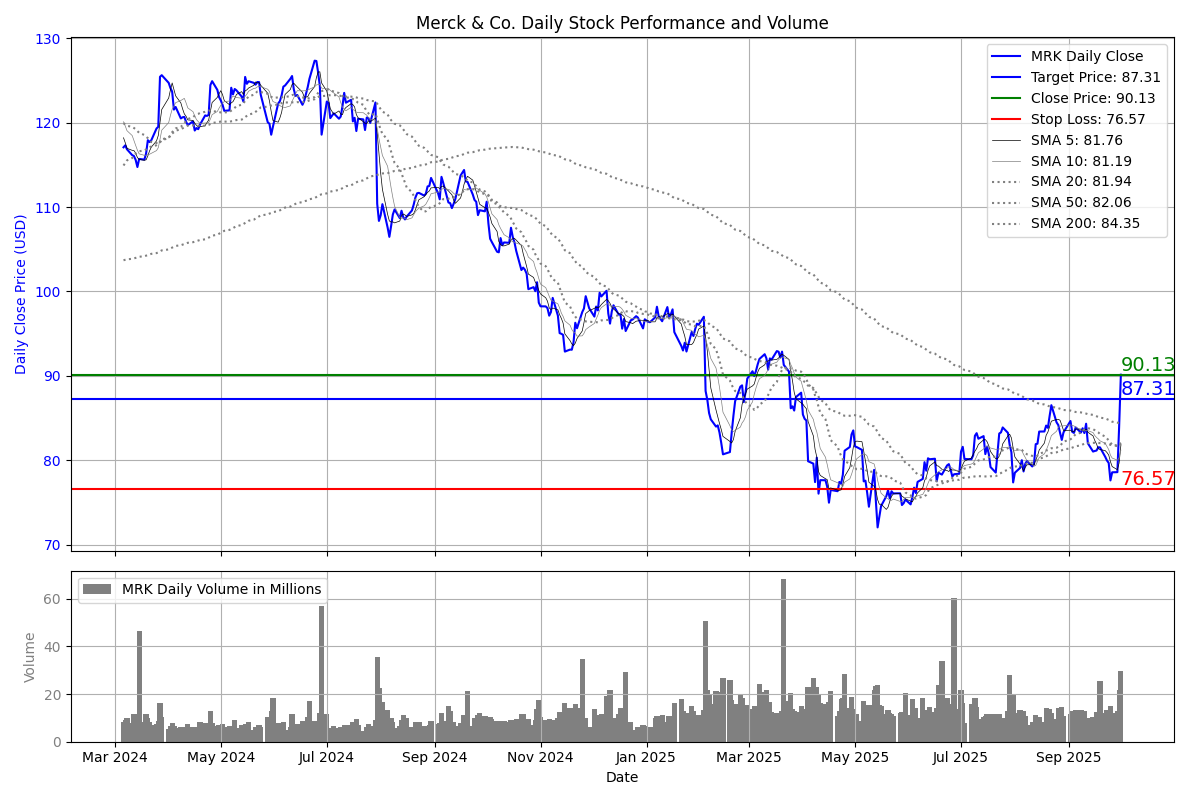 Merck & Co. Daily Stock Performance and Volume
130
120
110
100
90
80
70
Daily Close Price (USD)
MRK Daily Close
Target Price: 87.31
Close Price: 90.13
Stop Loss: 76.57
SMA 5: 81.76
SMA 10: 81.19
SMA 20: 81.94
SMA 50: 82.06
SMA 200: 84.35
90.13
87.31
76.57
MRK Daily Volume in Millions
60
40
20
0
Volume
Mar 2024 May 2024 Jul 2024 Sep 2024 Nov 2024 Jan 2025 Mar 2025 May 2025 Jul 2025 Sep 2025
Date